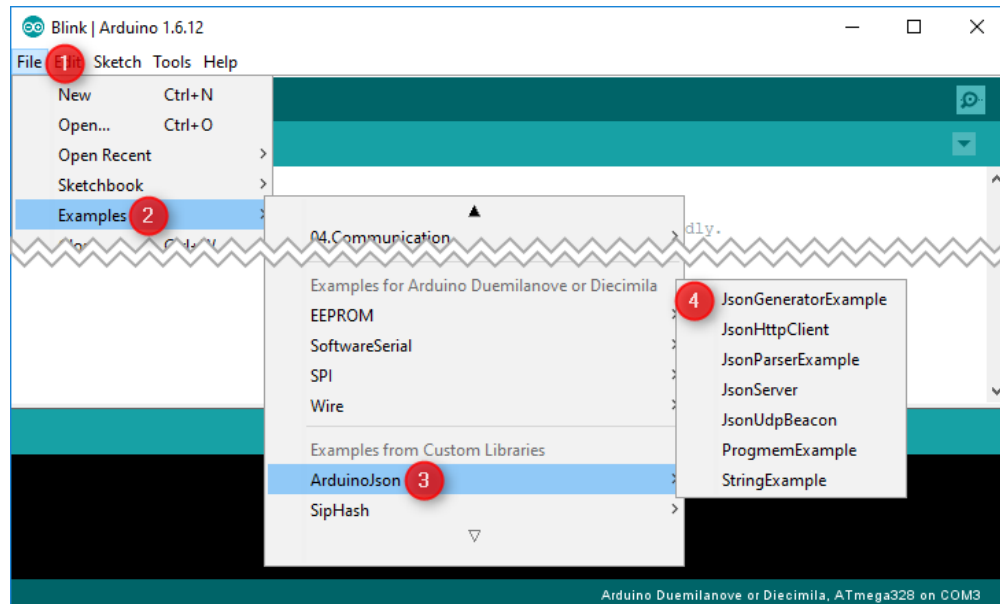 Blink | Arduino 1.6.12
File 1 Edit Sketch Tools Help
New Ctrl+N
Open... Ctrl+O
Open Recent
Sketchbook
Examples 2
dly.
04.Communication
Examples for Arduino Duemilanove or Diecimila
EEPROM
SoftwareSerial
SPI
Wire
Examples from Custom Libraries
ArduinoJson 3
SipHash
4 JsonGeneratorExample
JsonHttpClient
JsonParserExample
JsonServer
JsonUdpBeacon
ProgmemExample
StringExample
Arduino Duemilanove or Diecimila, ATmega328 on COM3